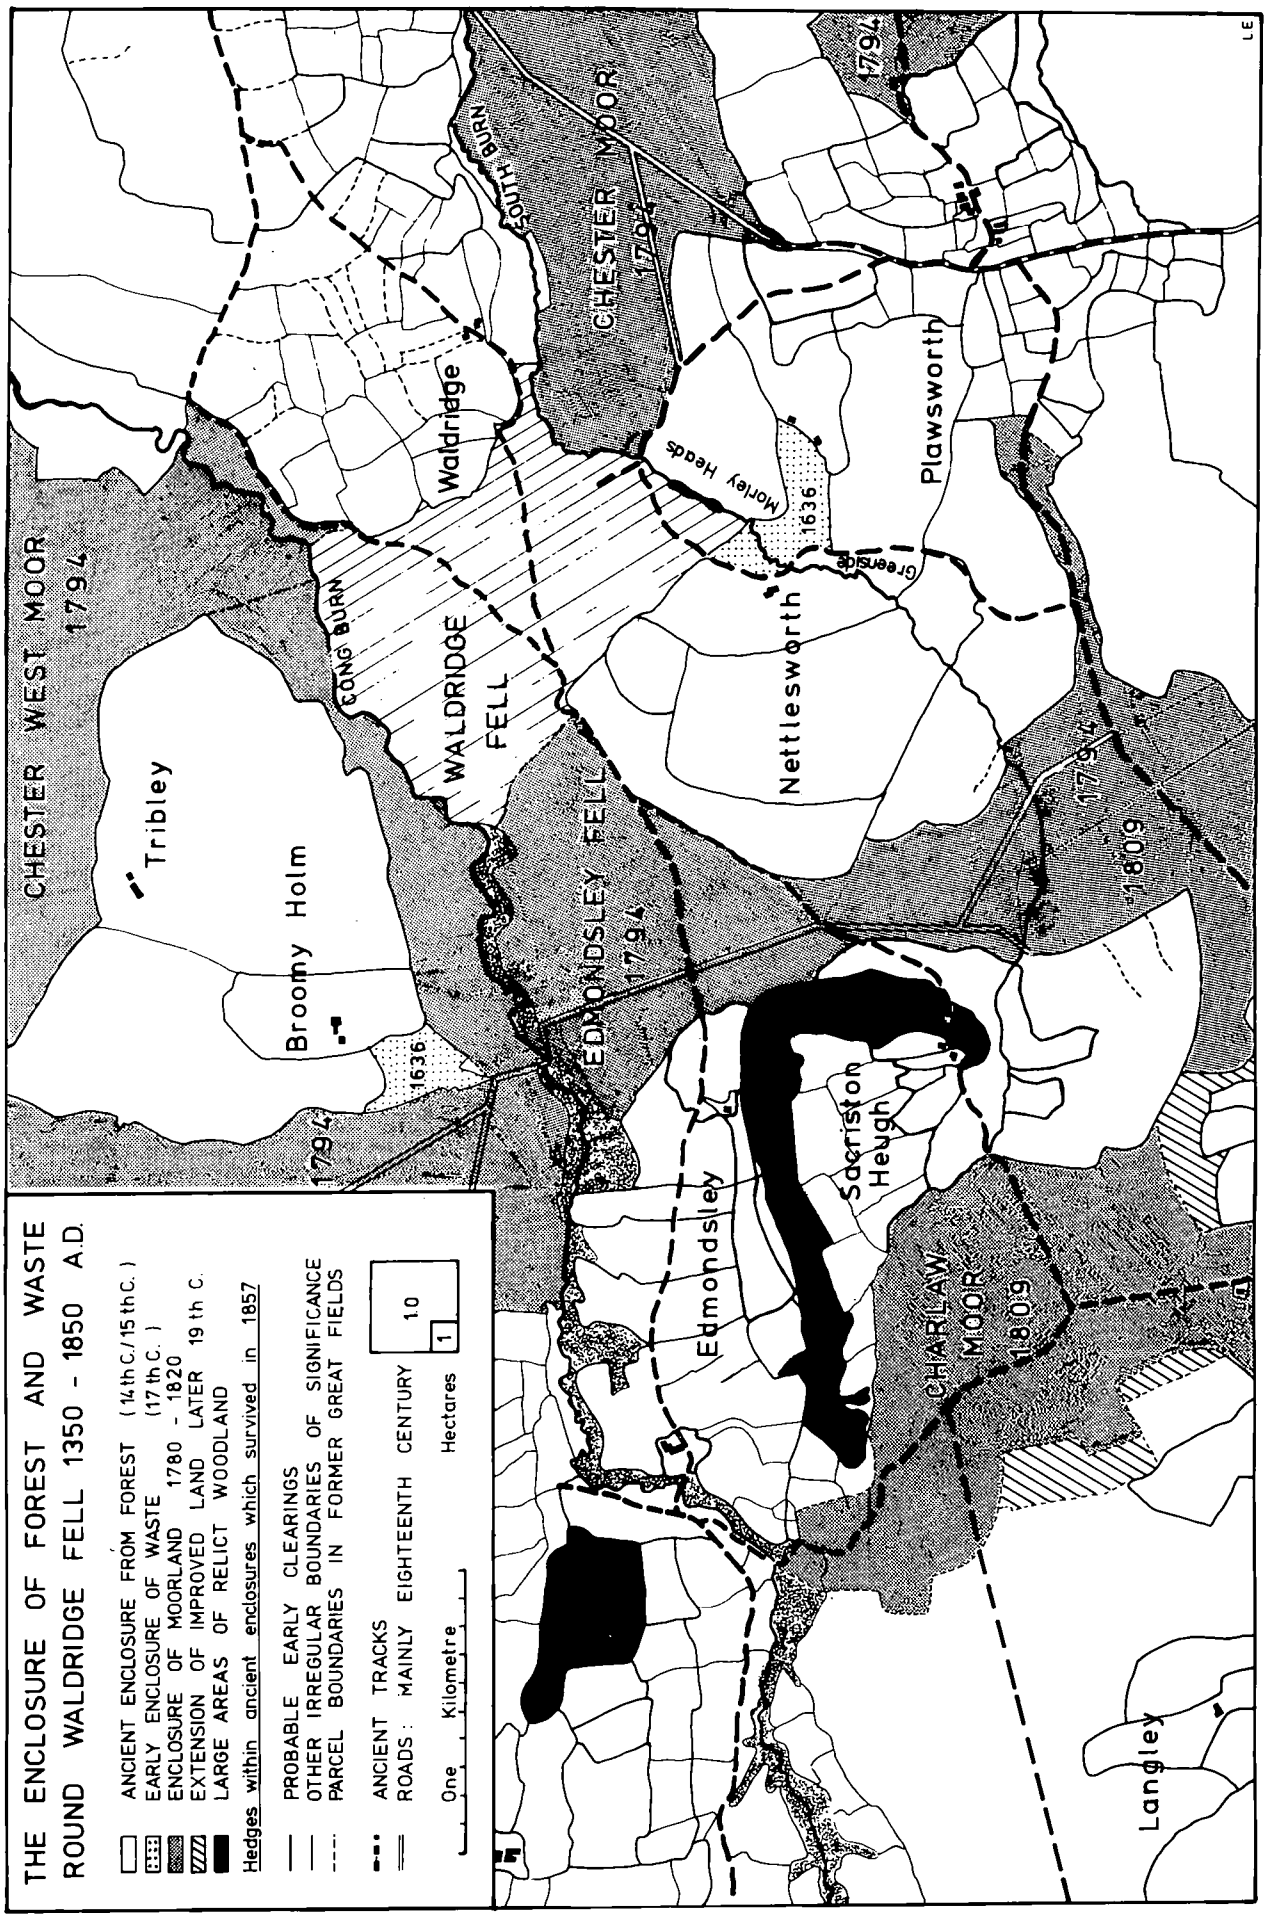 THE ENCLOSURE OF FOREST AND WASTE
ROUND WALDRIDGE FELL 1350 - 1850 A.D.
ANCIENT ENCLOSURE FROM FOREST (14th C./15th C.)
EARLY ENCLOSURE OF WASTE (17th C.)
ENCLOSURE OF MOORLAND 1780 - 1820
EXTENSION OF IMPROVED LAND LATER 19th C.
LARGE AREAS OF RELICT WOODLAND
Hedges within ancient enclosures which survived in 1857
PROBABLE EARLY CLEARINGS
OTHER IRREGULAR BOUNDARIES OF SIGNIFICANCE
PARCEL BOUNDARIES IN FORMER GREAT FIELDS
ANCIENT TRACKS
ROADS : MAINLY EIGHTEENTH CENTURY
One Kilometre
Hectares
1
10
CHESTER WEST MOOR
1794
Tribley
Broomy Holm
1636
1794
CONG BURN
WALDRIDGE
FELL
Waldridge
SOUTH BURN
CHESTER MOOR
1794
1794
EDMONDSLEY FELL
1794
Morley Heads
1636
Greenside
Nettlesworth
Plawsworth
1794
1809
Edmondsley
Sacriston
Heugh
CHARLAW
MOOR
1809
Langley
L.E